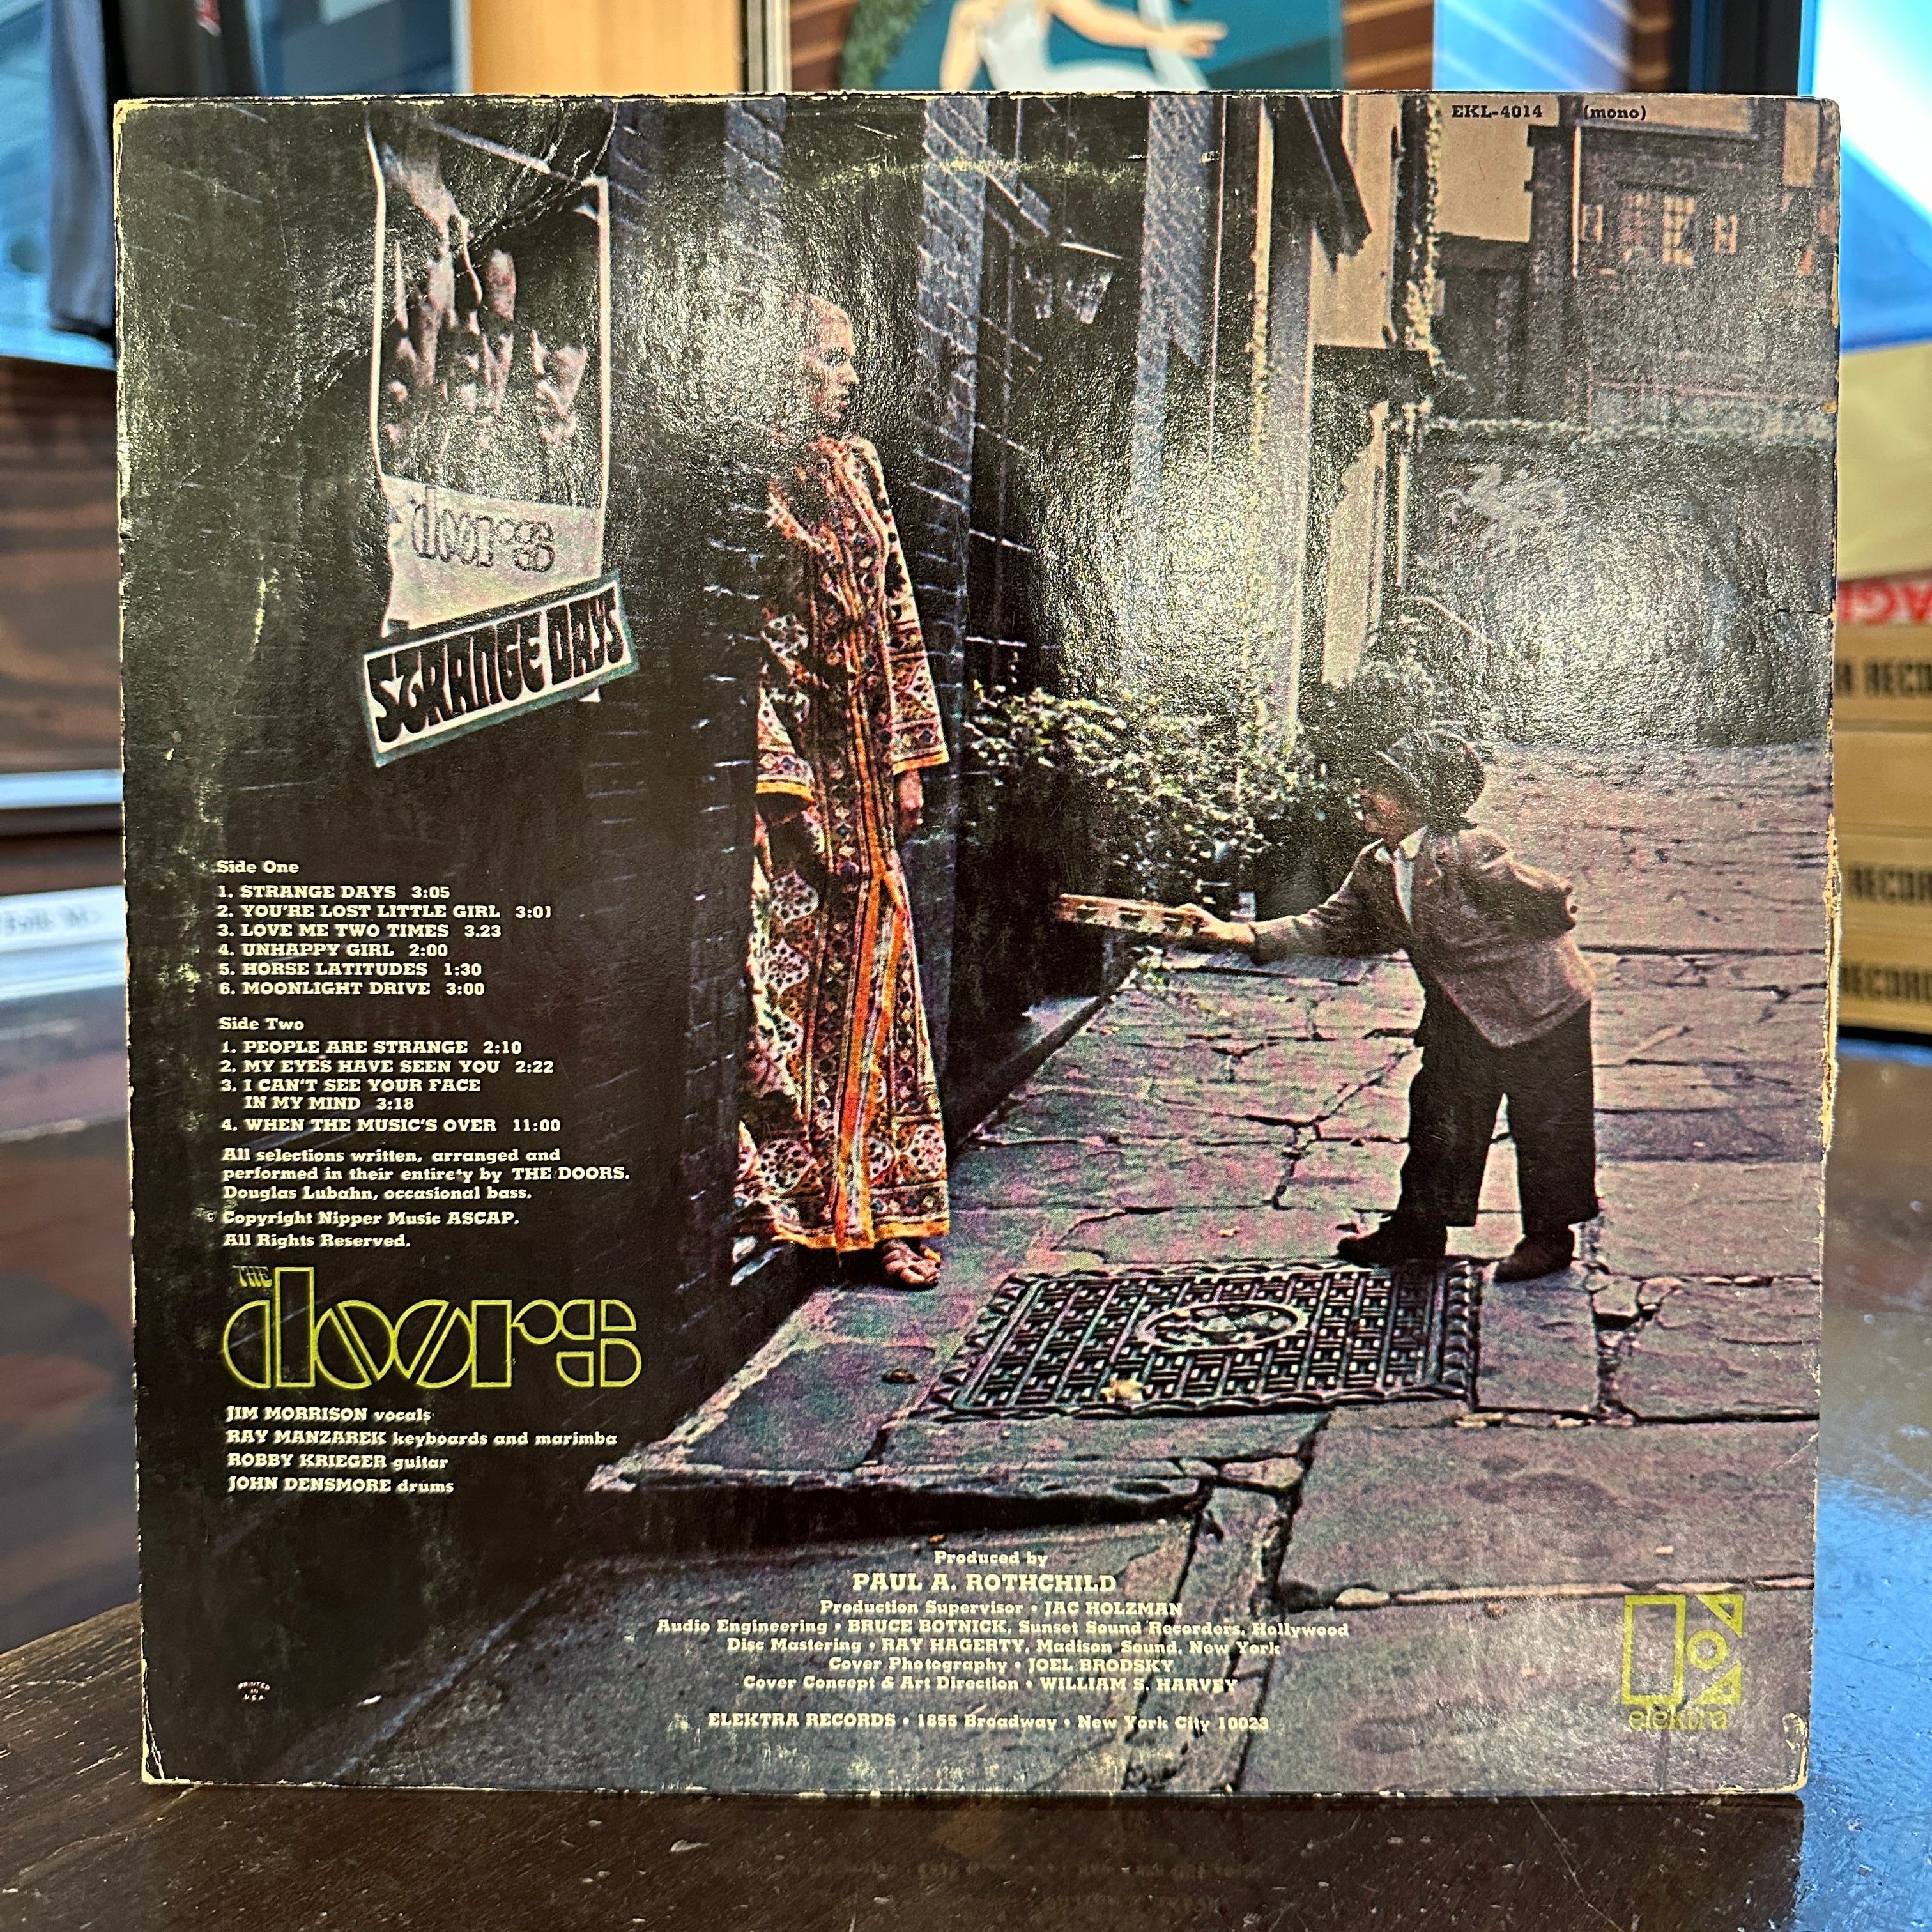 EKL-4014 (mono)
doors
STRANGE DAYS
Side One
1. STRANGE DAYS 3:05
2. YOU'RE LOST LITTLE GIRL 3:01
3. LOVE ME TWO TIMES 3.23
4. UNHAPPY GIRL 2:00
5. HORSE LATITUDES 1:30
6. MOONLIGHT DRIVE 3:00
Side Two
1. PEOPLE ARE STRANGE 2:10
2. MY EYES HAVE SEEN YOU 2:22
3. I CAN'T SEE YOUR FACE
IN MY MIND 3:18
4. WHEN THE MUSIC'S OVER 11:00
All selections written, arranged and
performed in their entirety by THE DOORS.
Douglas Lubahn, occasional bass.
© Copyright Nipper Music ASCAP.
All Rights Reserved.
THE
doors
JIM MORRISON vocals
RAY MANZAREK keyboards and marimba
ROBBY KRIEGER guitar
JOHN DENSMORE drums
Produced by
PAUL A. ROTHCHILD
Production Supervisor • JAC HOLZMAN
Audio Engineering • BRUCE BOTNICK, Sunset Sound Recorders, Hollywood
Disc Mastering • RAY HAGERTY, Madison Sound, New York
Cover Photography • JOEL BRODSKY
Cover Concept & Art Direction • WILLIAM S. HARVEY
ELEKTRA RECORDS • 1855 Broadway • New York City 10023
PRINTED
IN
U.S.A.
elektra